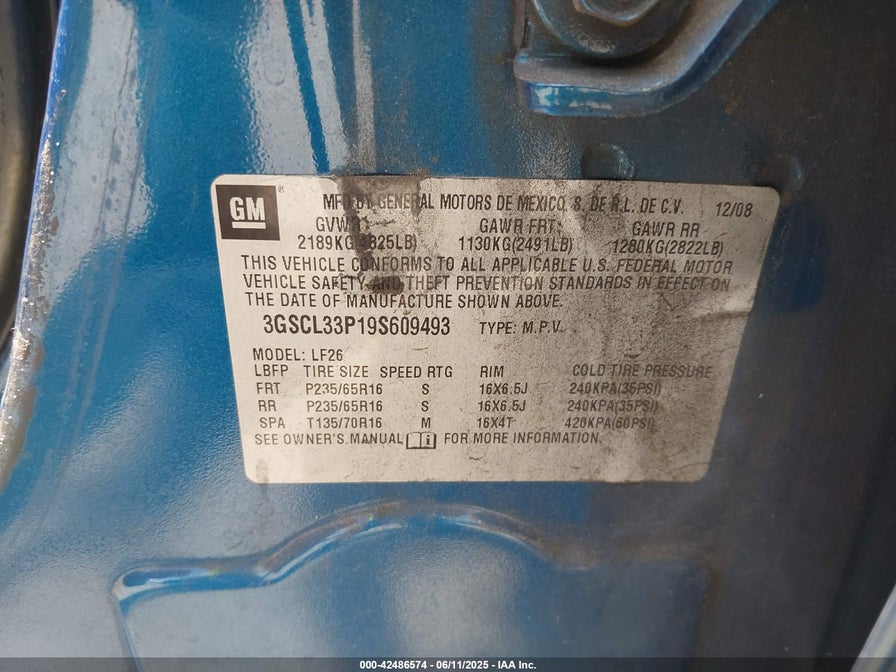 GM ® MFD BY GENERAL MOTORS DE MEXICO, S. DE R.L. DE C.V. 12/08
GVWR GAWR FRT: GAWR RR
2189KG(4825LB) 1130KG(2491LB) 1280KG(2822LB)
THIS VEHICLE CONFORMS TO ALL APPLICABLE U.S. FEDERAL MOTOR
VEHICLE SAFETY AND THEFT PREVENTION STANDARDS IN EFFECT ON
THE DATE OF MANUFACTURE SHOWN ABOVE.
3GSCL33P19S609493 TYPE: M.P.V.
MODEL: LF26
LBFP TIRE SIZE SPEED RTG RIM COLD TIRE PRESSURE
FRT P235/65R16 S 16X6.5J 240KPA(35PSI)
RR P235/65R16 S 16X6.5J 240KPA(35PSI)
SPA T135/70R16 M 16X4T 420KPA(60PSI)
SEE OWNER'S MANUAL i FOR MORE INFORMATION.
000-42486574 - 06/11/2025 - IAA Inc.